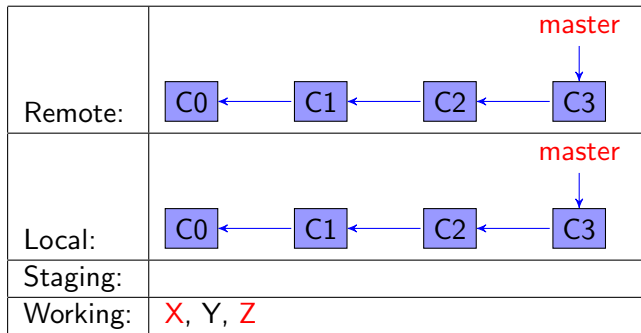 master
Remote: C0 C1 C2 C3
master
Local: C0 C1 C2 C3
Staging:
Working: X, Y, Z